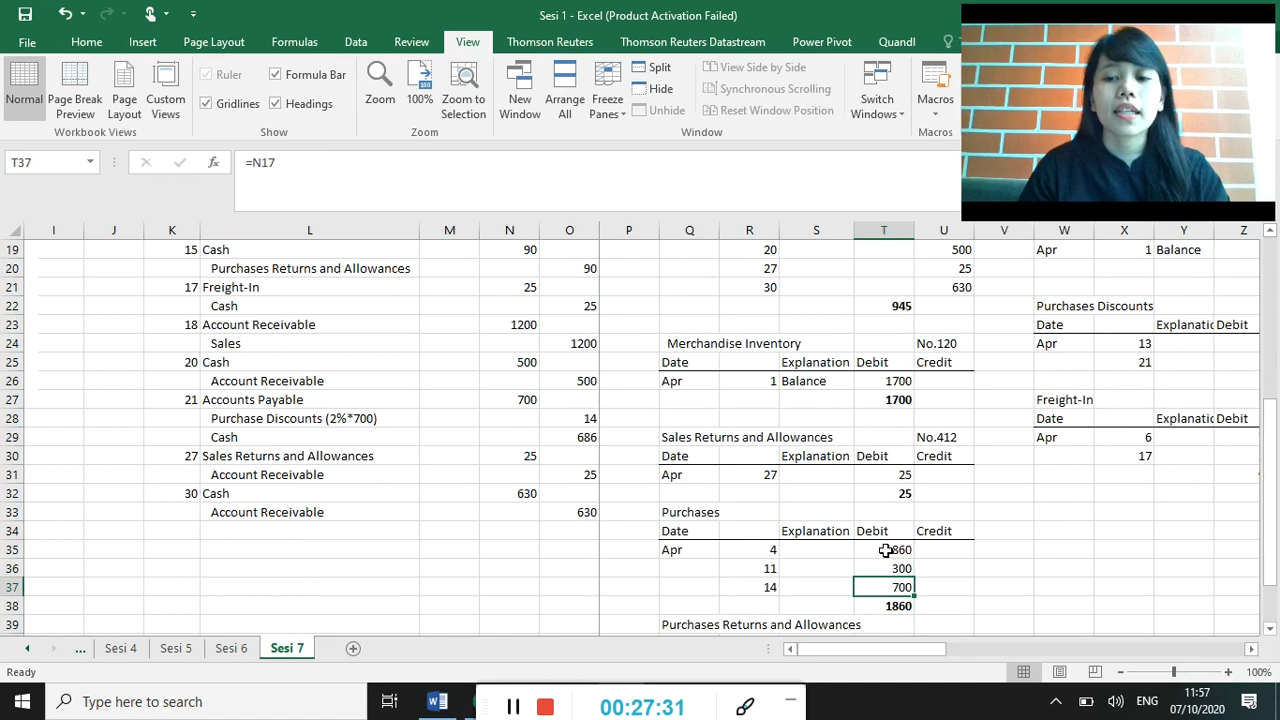 Sesi 1 - Excel (Product Activation Failed)
File Home Insert Page Layout Formulas Data Review View Thomson Reuters Thomson Reuters Datastream Power Pivot Quandl
Normal Page Break Preview Page Layout Custom Views
Workbook Views
Ruler Formula Bar
Gridlines Headings
Show
Zoom 100% Zoom to Selection
Zoom
New Window Arrange All Freeze Panes
Split View Side by Side
Hide Synchronous Scrolling
Unhide Reset Window Position
Window
Switch Windows Macros
Macros
T37 fx =N17
I J K L M N O P Q R S T U V W X Y Z
19 15 Cash 90 20 500 Apr 1 Balance
20 Purchases Returns and Allowances 90 27 25
21 17 Freight-In 25 30 630
22 Cash 25 945 Purchases Discounts
23 18 Account Receivable 1200 Date Explanatic Debit
24 Sales 1200 Merchandise Inventory No.120 Apr 13
25 20 Cash 500 Date Explanation Debit Credit 21
26 Account Receivable 500 Apr 1 Balance 1700
27 21 Accounts Payable 700 1700 Freight-In
28 Purchase Discounts (2%*700) 14 Date Explanatic Debit
29 Cash 686 Sales Returns and Allowances No.412 Apr 6
30 27 Sales Returns and Allowances 25 Date Explanation Debit Credit 17
31 Account Receivable 25 Apr 27 25
32 30 Cash 630 25
33 Account Receivable 630 Purchases
34 Date Explanation Debit Credit
35 Apr 4 860
36 11 300
37 14 700
38 1860
39 Purchases Returns and Allowances
... Sesi 4 Sesi 5 Sesi 6 Sesi 7
Ready 100%
Type here to search
00:27:31
ENG
11:57
07/10/2020